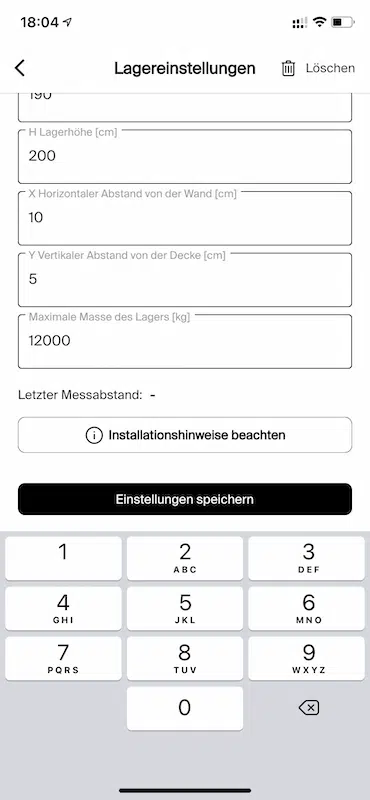 18:04
Lagereinstellungen
Löschen
190
H Lagerhöhe [cm]
200
X Horizontaler Abstand von der Wand [cm]
10
Y Vertikaler Abstand von der Decke [cm]
5
Maximale Masse des Lagers [kg]
12000
Letzter Messabstand: -
Installationshinweise beachten
Einstellungen speichern
1
2
ABC
3
DEF
4
GHI
5
JKL
6
MNO
7
PQRS
8
TUV
9
WXYZ
0